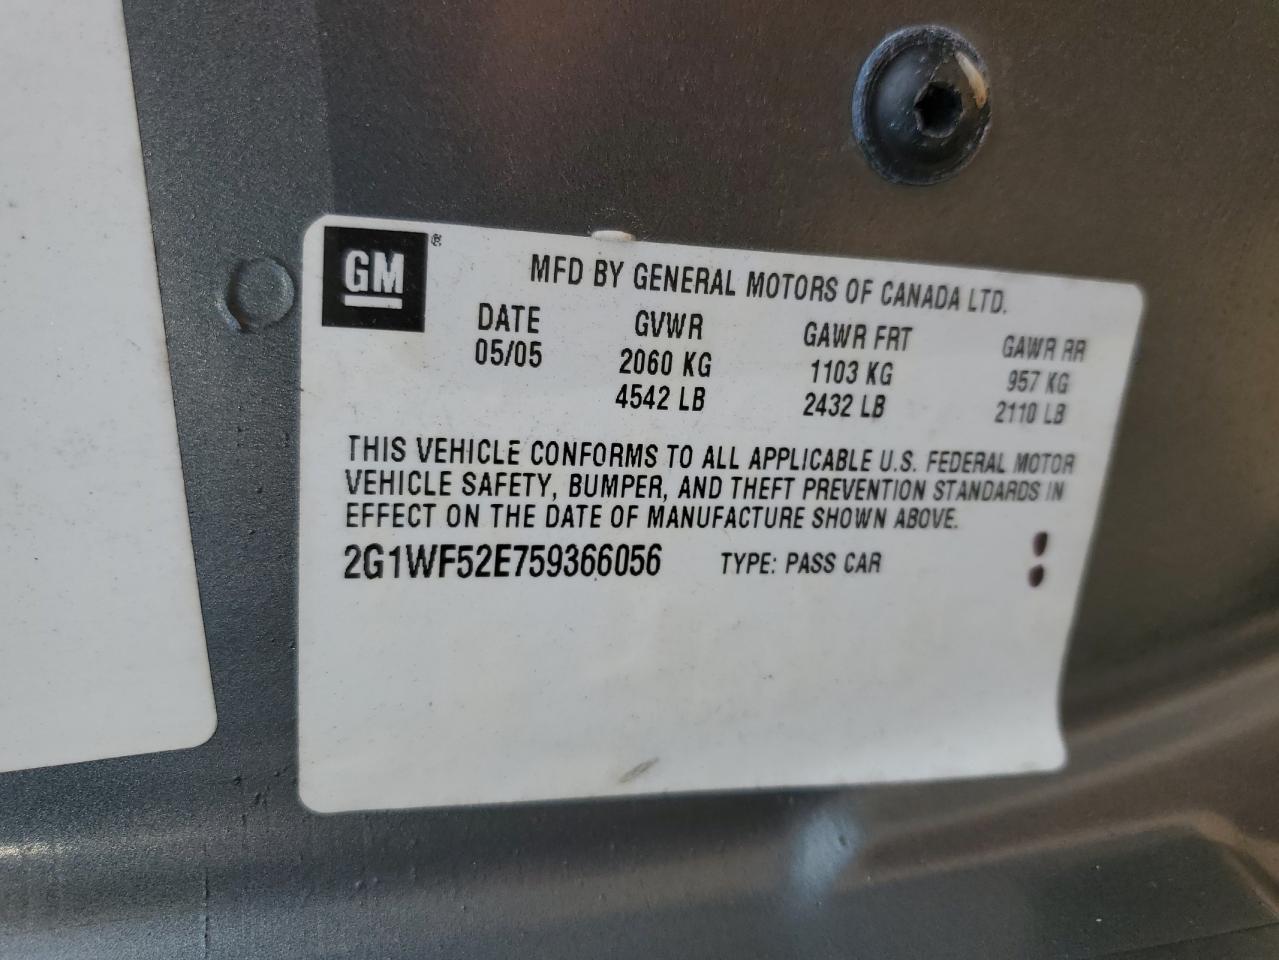 GM®
MFD BY GENERAL MOTORS OF CANADA LTD.
DATE GVWR GAWR FRT GAWR RR
05/05 2060 KG 1103 KG 957 KG
4542 LB 2432 LB 2110 LB
THIS VEHICLE CONFORMS TO ALL APPLICABLE U.S. FEDERAL MOTOR
VEHICLE SAFETY, BUMPER, AND THEFT PREVENTION STANDARDS IN
EFFECT ON THE DATE OF MANUFACTURE SHOWN ABOVE.
2G1WF52E759366056 TYPE: PASS CAR